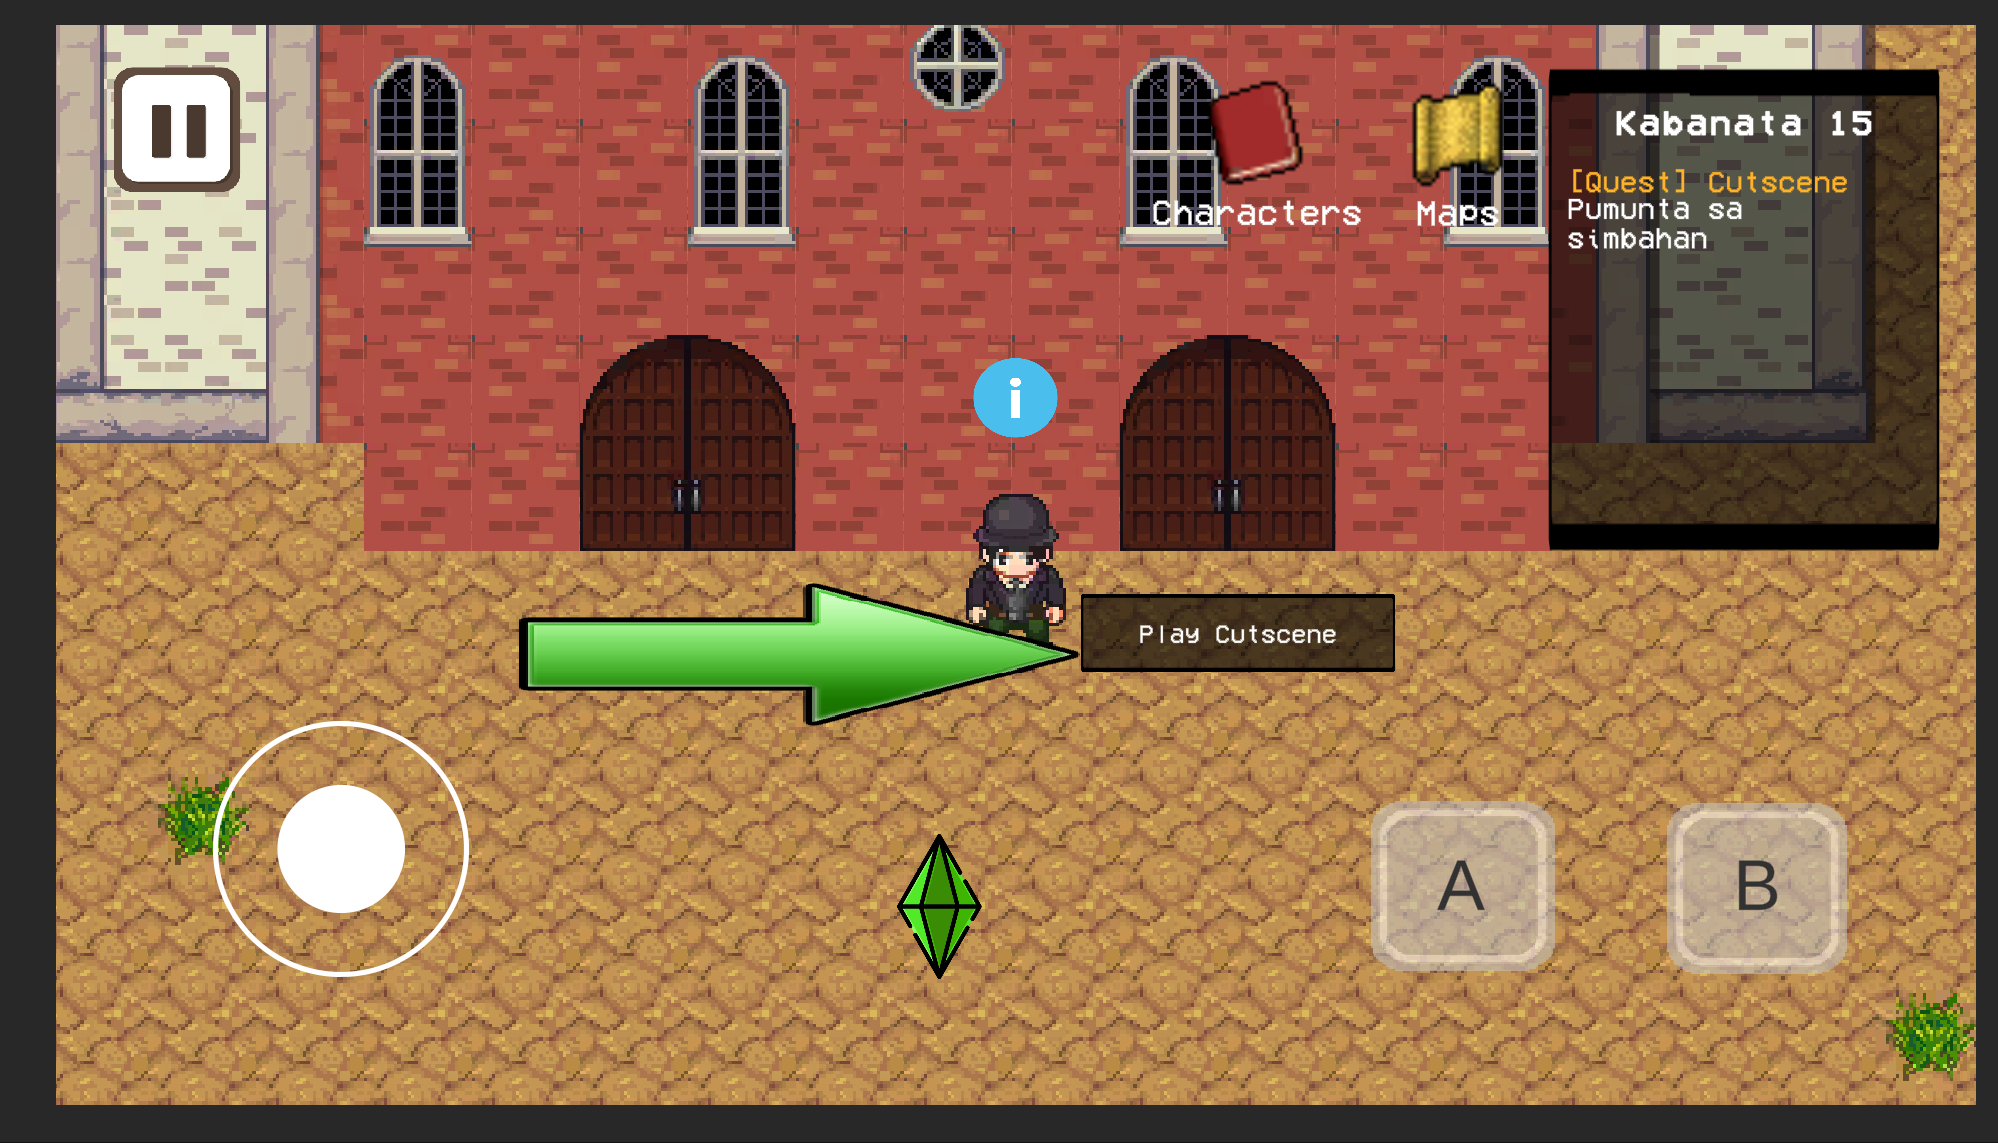 Kabanata 15
[Quest] Cutscene
Pumunta sa
simbahan
Characters
Maps
i
Play Cutscene
A
B